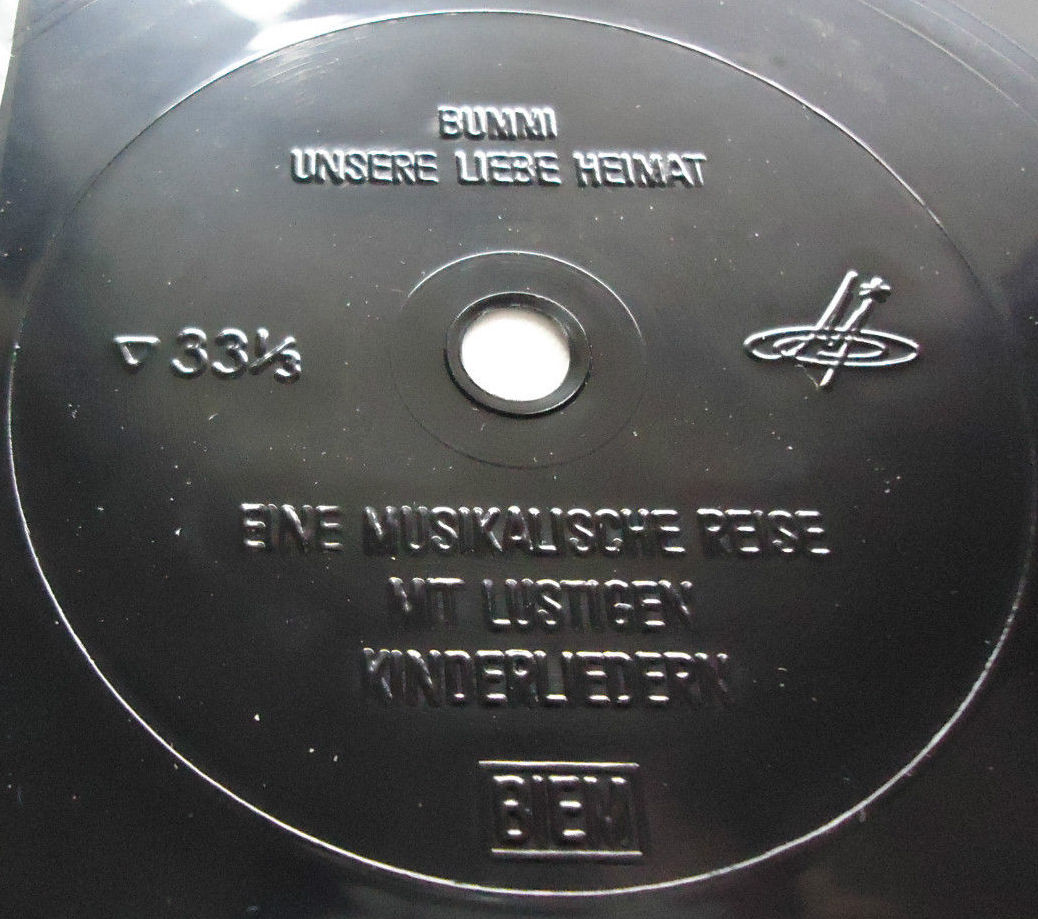 BUMMI
UNSERE LIEBE HEIMAT
▽ 33⅓
EINE MUSIKALISCHE REISE
MIT LUSTIGEN
KINDERLIEDERN
BIEM